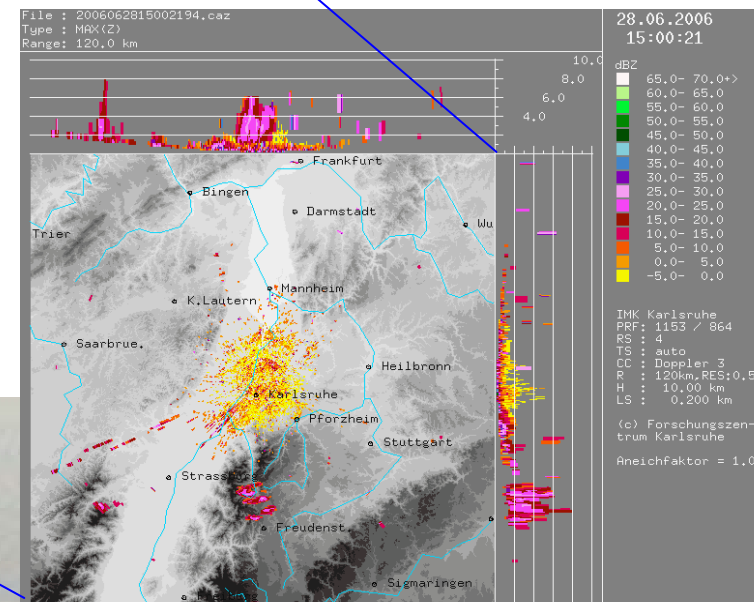 File : 2006062815002194.caz
Type : MAX(Z)
Range: 120.0 km
28.06.2006
15:00:21
10.0
8.0
6.0
4.0
dBZ
65.0- 70.0+>
60.0- 65.0
55.0- 60.0
50.0- 55.0
45.0- 50.0
40.0- 45.0
35.0- 40.0
30.0- 35.0
25.0- 30.0
20.0- 25.0
15.0- 20.0
10.0- 15.0
5.0- 10.0
0.0- 5.0
-5.0- 0.0
Frankfurt
Bingen
Darmstadt
Wu
Trier
Mannheim
K.Lautern
Saarbrue.
Heilbronn
Karlsruhe
Pforzheim
Stuttgart
Strassburg
Freudenst.
Sigmaringen
IMK Karlsruhe
PRF: 1153 / 864
RS : 4
TS : auto
CC : Doppler 3
R : 120km,RES:0.5
H : 10.00 km
LS : 0.200 km
(c) Forschungszen-
trum Karlsruhe
Aneichfaktor = 1.0